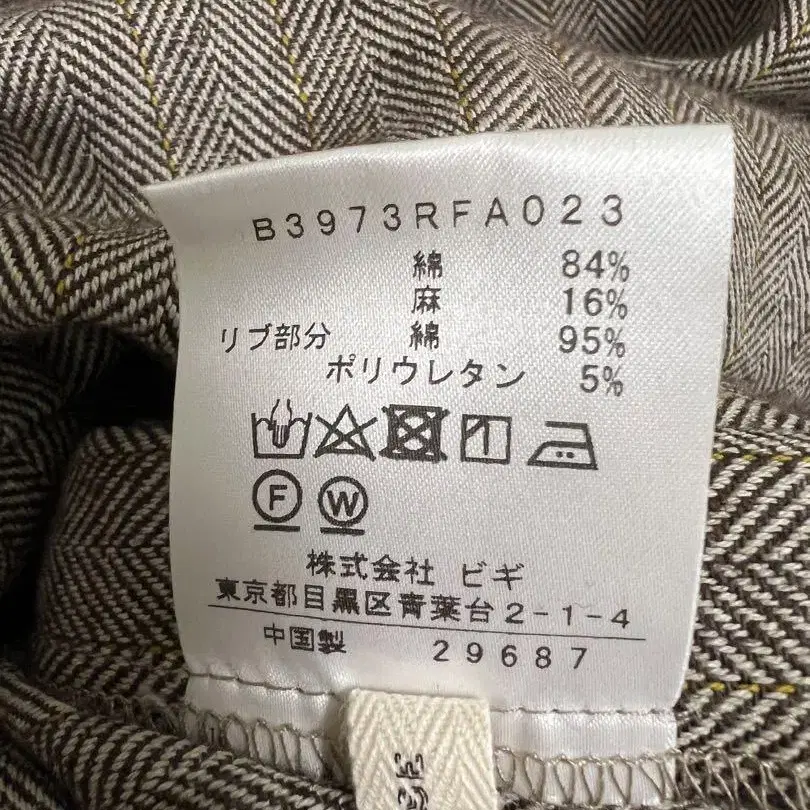 B3973RFA023
綿 84%
麻 16%
リブ部分 綿 95%
ポリウレタン 5%
F W
株式会社 ビギ
東京都目黒区青葉台2-1-4
中国製 29687